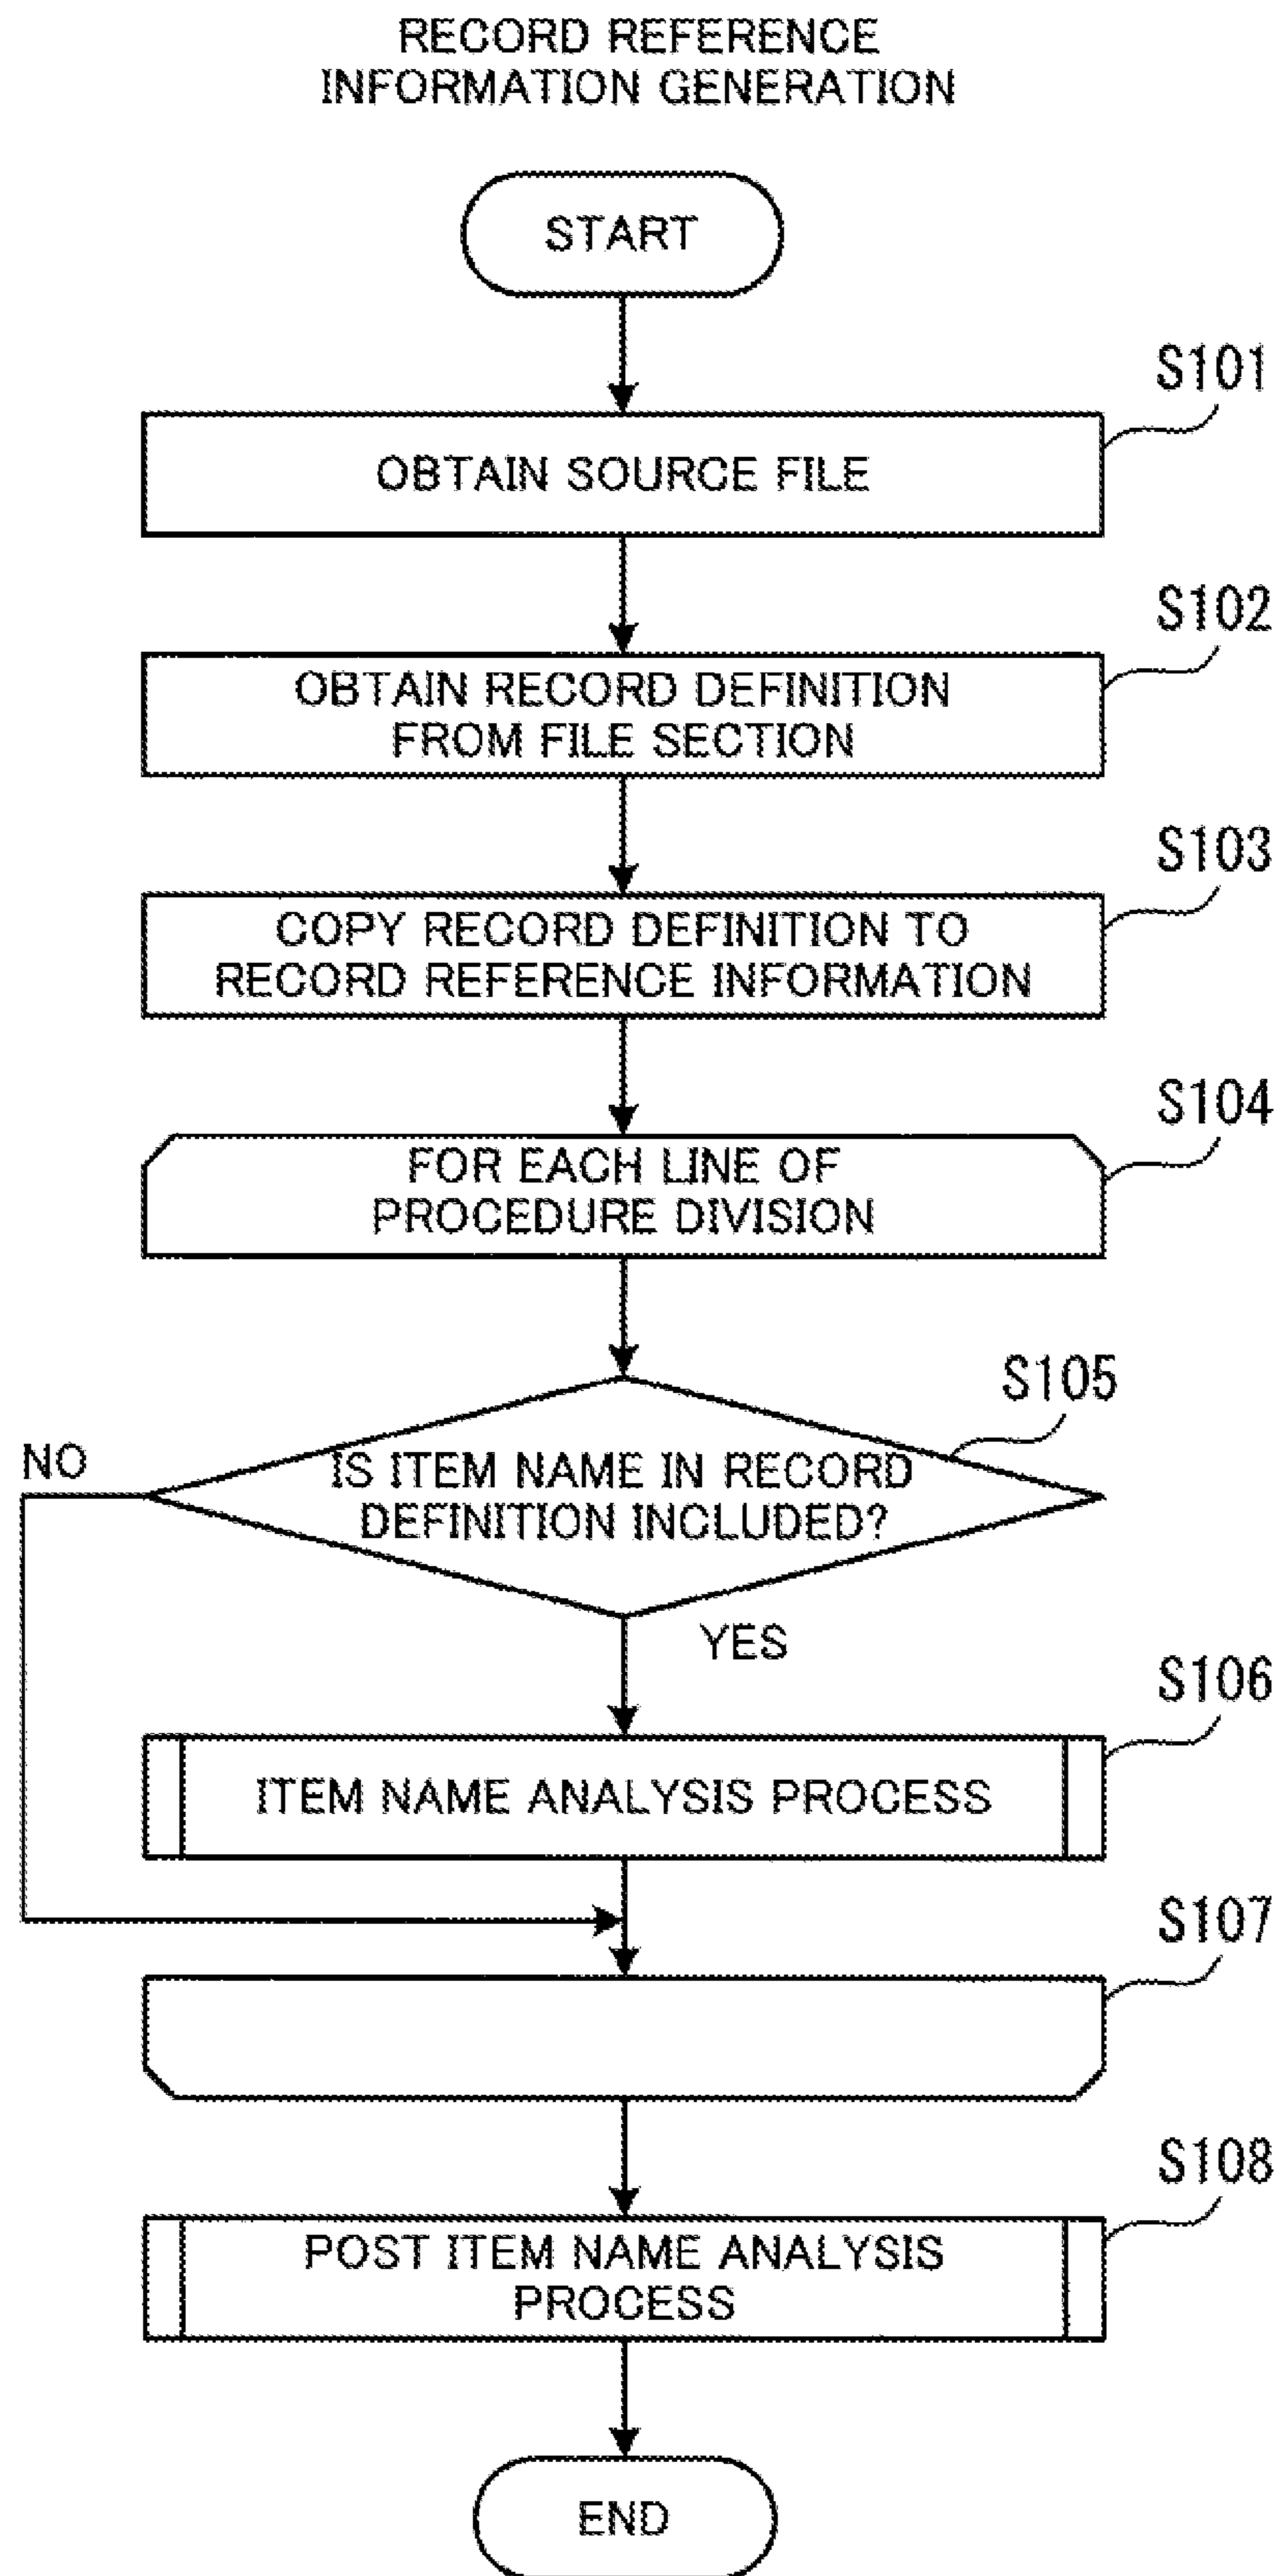 RECORD REFERENCE
INFORMATION GENERATION
START
S101
OBTAIN SOURCE FILE
S102
OBTAIN RECORD DEFINITION
FROM FILE SECTION
S103
COPY RECORD DEFINITION TO
RECORD REFERENCE INFORMATION
S104
FOR EACH LINE OF
PROCEDURE DIVISION
S105
NO
IS ITEM NAME IN RECORD
DEFINITION INCLUDED?
YES
S106
ITEM NAME ANALYSIS PROCESS
S107
S108
POST ITEM NAME ANALYSIS
PROCESS
END